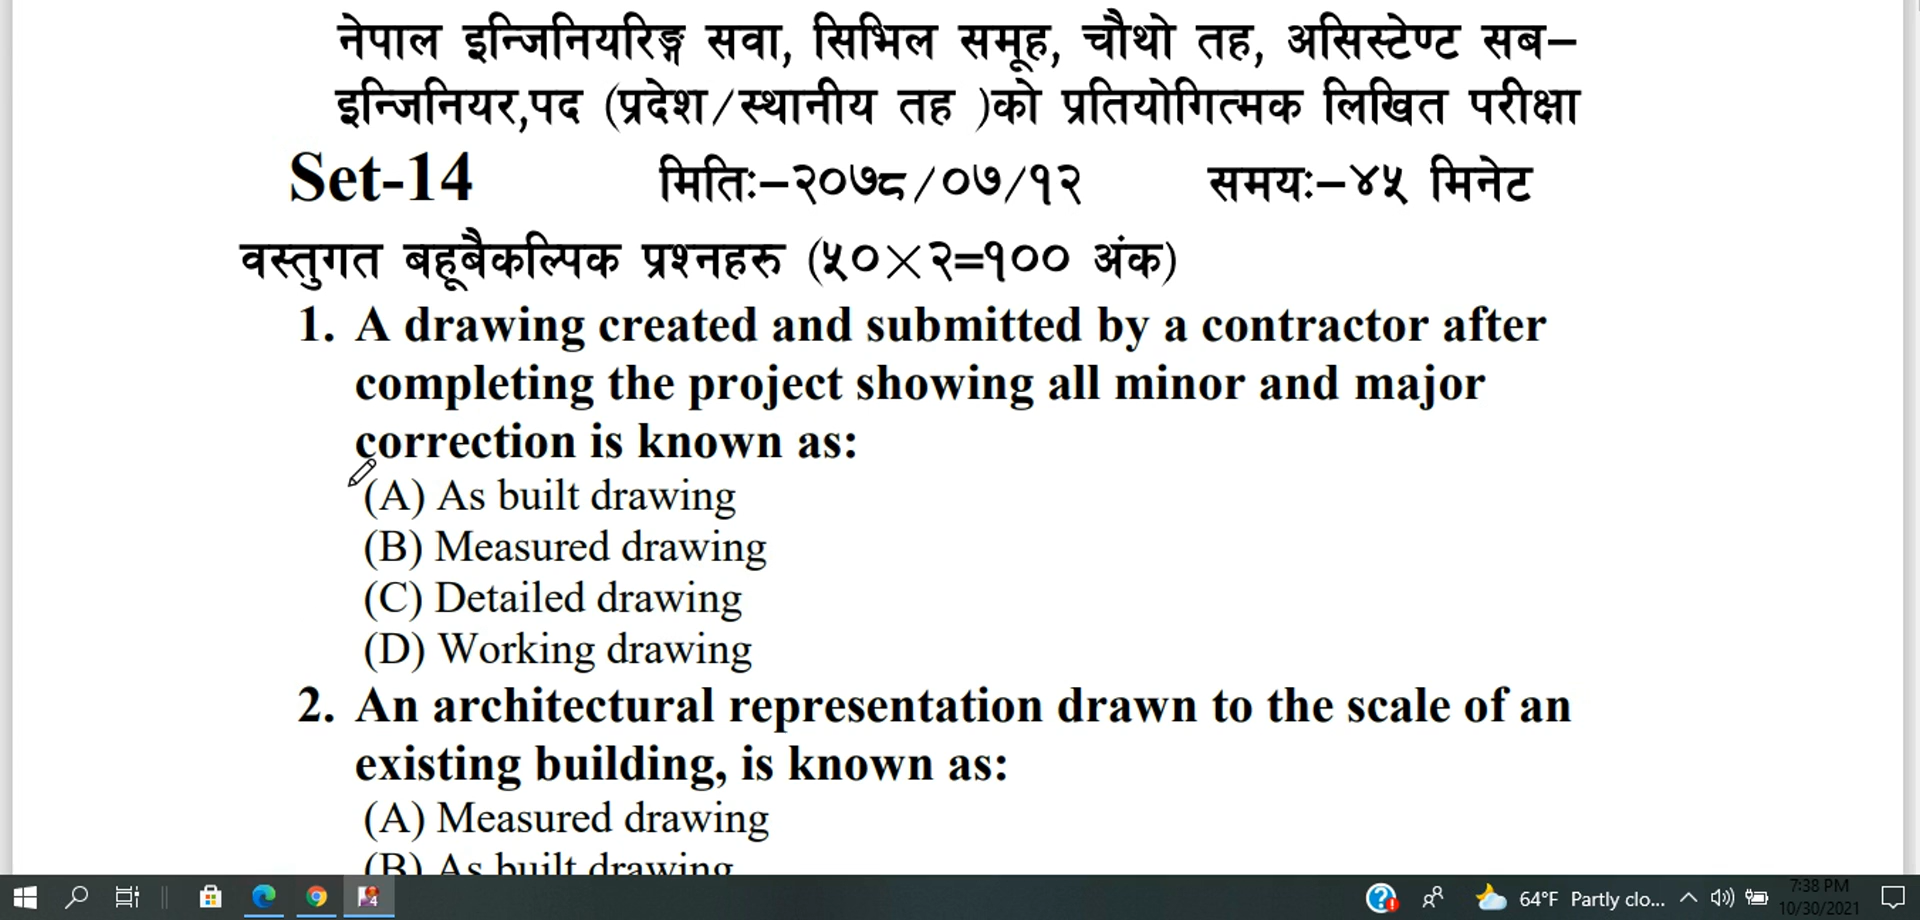 नेपाल इन्जिनियरिङ्ग सवा, सिभिल समूह, चौथो तह, असिस्टेण्ट सब–
इन्जिनियर,पद (प्रदेश/स्थानीय तह )को प्रतियोगित्मक लिखित परीक्षा
Set-14 मितिः–२०७८/०७/१२ समयः–४५ मिनेट
वस्तुगत बहूबैकल्पिक प्रश्नहरु (५०×२=१०० अंक)
1. A drawing created and submitted by a contractor after
completing the project showing all minor and major
correction is known as:
(A) As built drawing
(B) Measured drawing
(C) Detailed drawing
(D) Working drawing
2. An architectural representation drawn to the scale of an
existing building, is known as:
(A) Measured drawing
(B) As built drawing
64°F Partly clo...
7:38 PM
10/30/2021